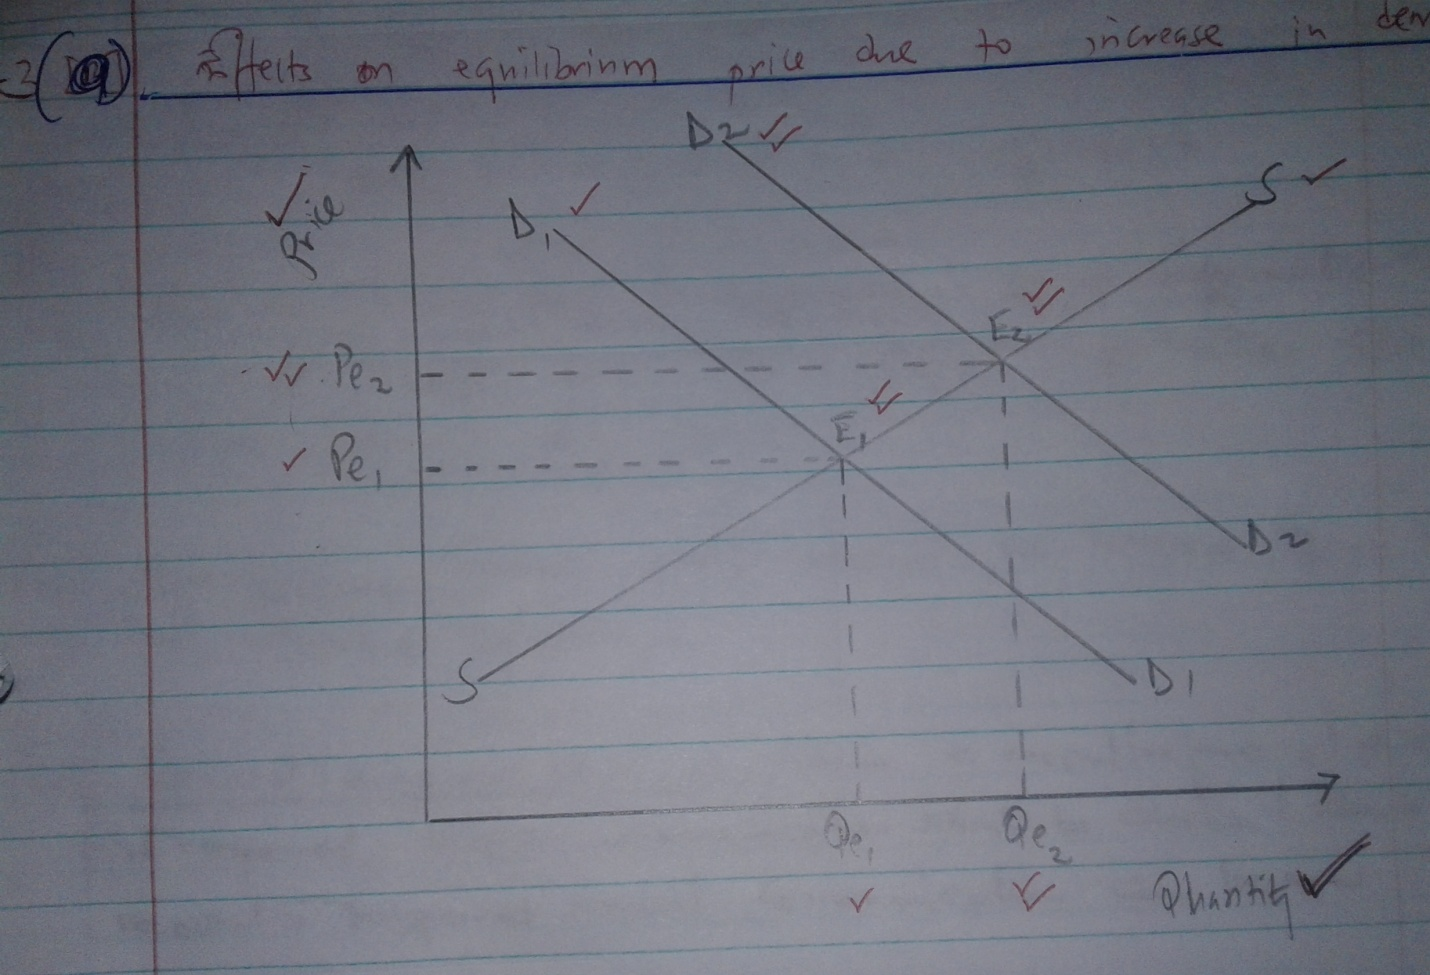 3(a). Effects on equilibrium price due to increase in dem
D2
D1
S
Price
E2
Pe2
E1
Pe1
D2
S
D1
Qe1 Qe2
Quantity